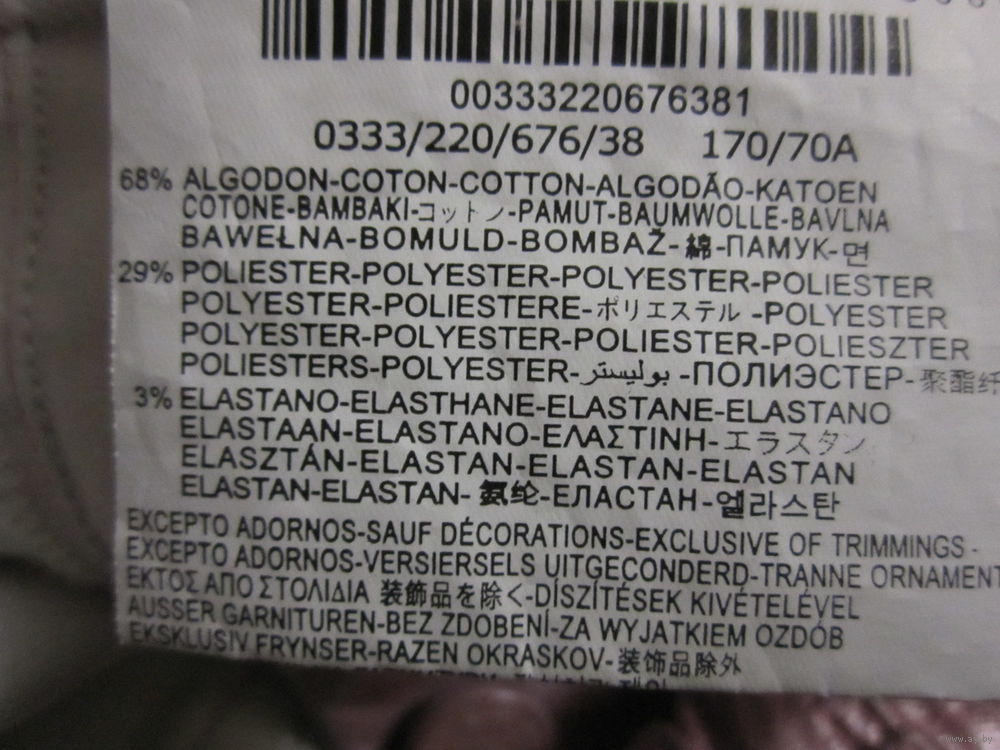 00333220676381
0333/220/676/38 170/70A
68% ALGODON-COTON-COTTON-ALGODÃO-KATOEN
COTONE-BAMBAKI-コットン-PAMUT-BAUMWOLLE-BAVLNA
BAWEŁNA-BOMULD-BOMBAŽ-綿-ПАМУК-면
29% POLIESTER-POLYESTER-POLYESTER-POLIESTER
POLYESTER-POLIESTERE-ポリエステル -POLYESTER
POLYESTER-POLYESTER-POLIESTER-POLIESZTER
POLIESTERS-POLYESTER-بوليستر -ПОЛИЭСТЕР-聚酯纤
3% ELASTANO-ELASTHANE-ELASTANE-ELASTANO
ELASTAAN-ELASTANO-ΕΛΑΣΤΙΝΗ-エラスタン
ELASZTÁN-ELASTAN-ELASTAN-ELASTAN
ELASTAN-ELASTAN- 氨纶-ЕЛАСТАН-엘라스탄
EXCEPTO ADORNOS-SAUF DÉCORATIONS-EXCLUSIVE OF TRIMMINGS -
EXCEPTO ADORNOS-VERSIERSELS UITGECONDERD-TRANNE ORNAMENT
ΕΚΤΟΣ ΑΠΟ ΣΤΟΛΙΔΙΑ 装飾品を除く-DÍSZÍTÉSEK KIVÉTELÉVEL
AUSSER GARNITUREN-BEZ ZDOBENÍ-ZA WYJATKIEM OZDÓB
EKSKLUSIV FRYNSER-RAZEN OKRASKOV-装饰品除外
www.ay.by